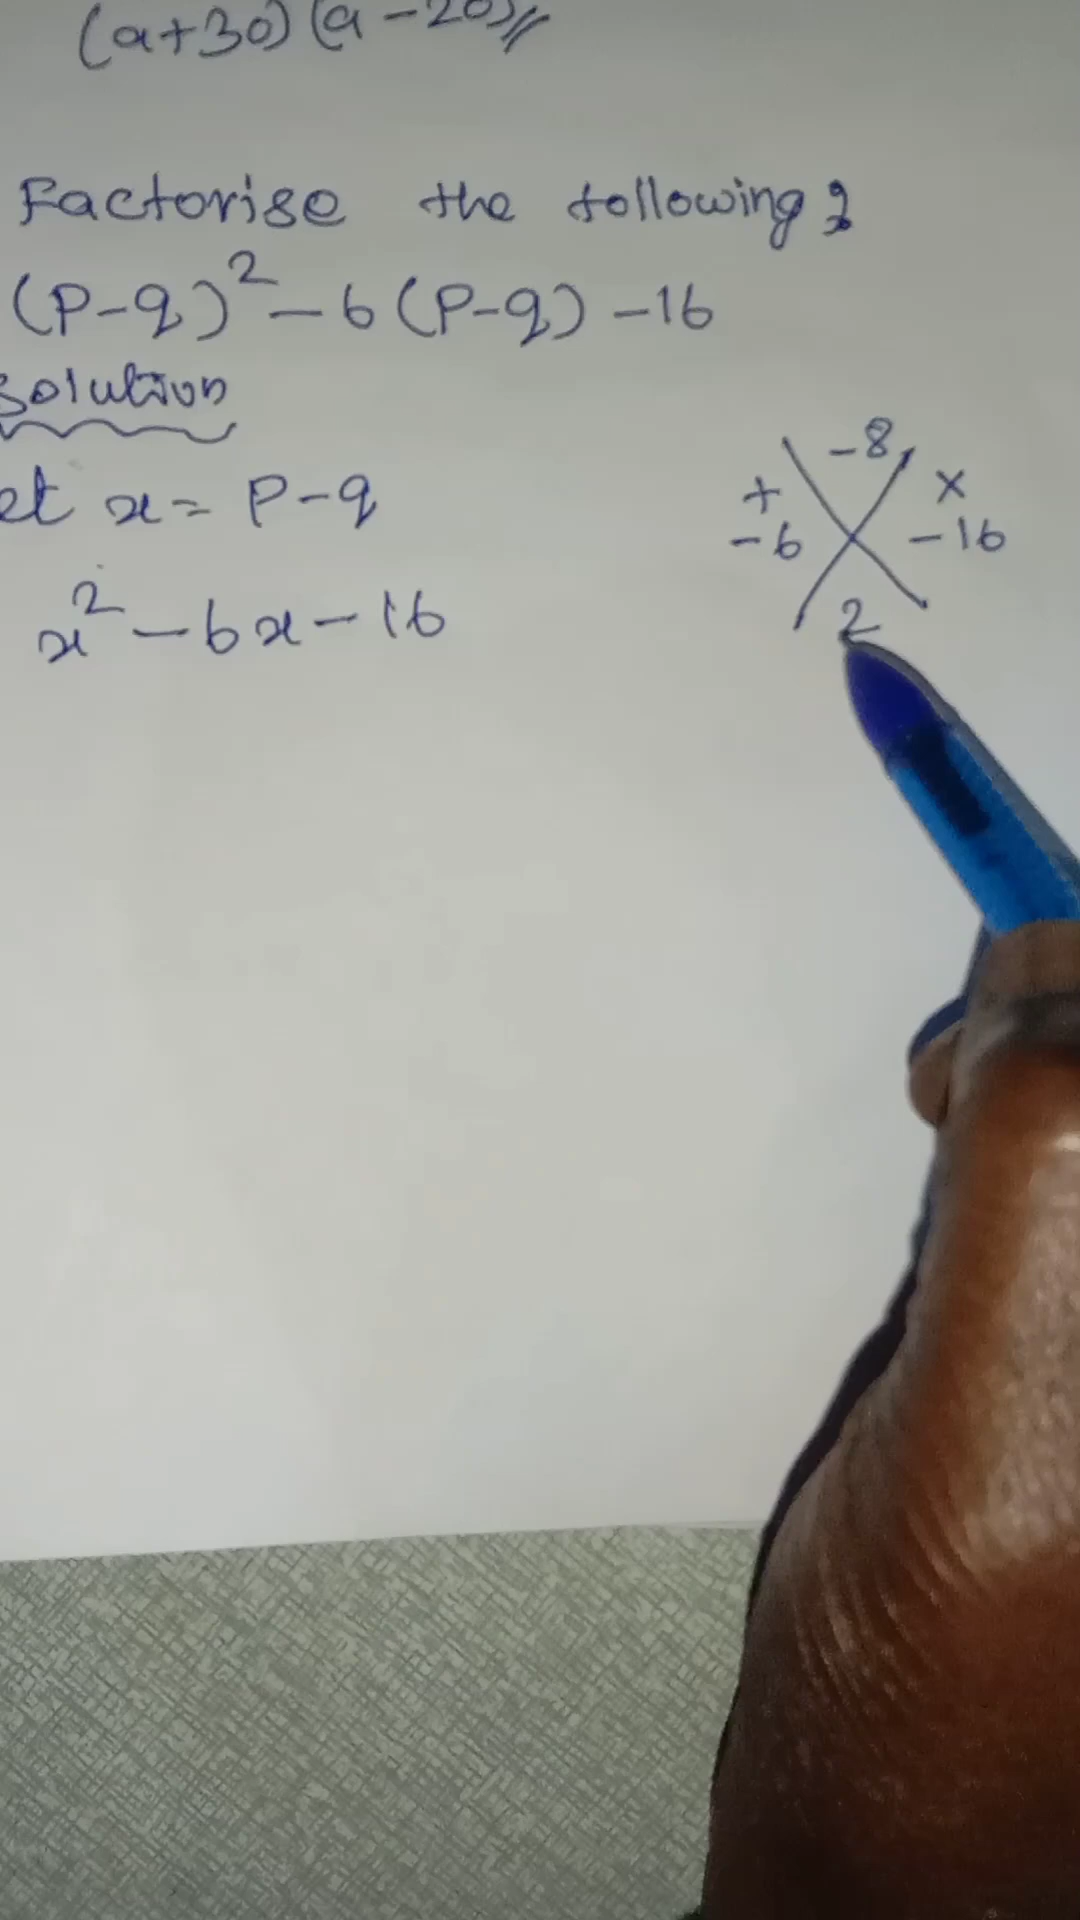 (a+30)(a-20)//
Factorise the following:
(P-q)² - 6(P-q) - 16
Solution
et x = P-q
x² - 6x - 16
-8
+ ×
-6 -16
2